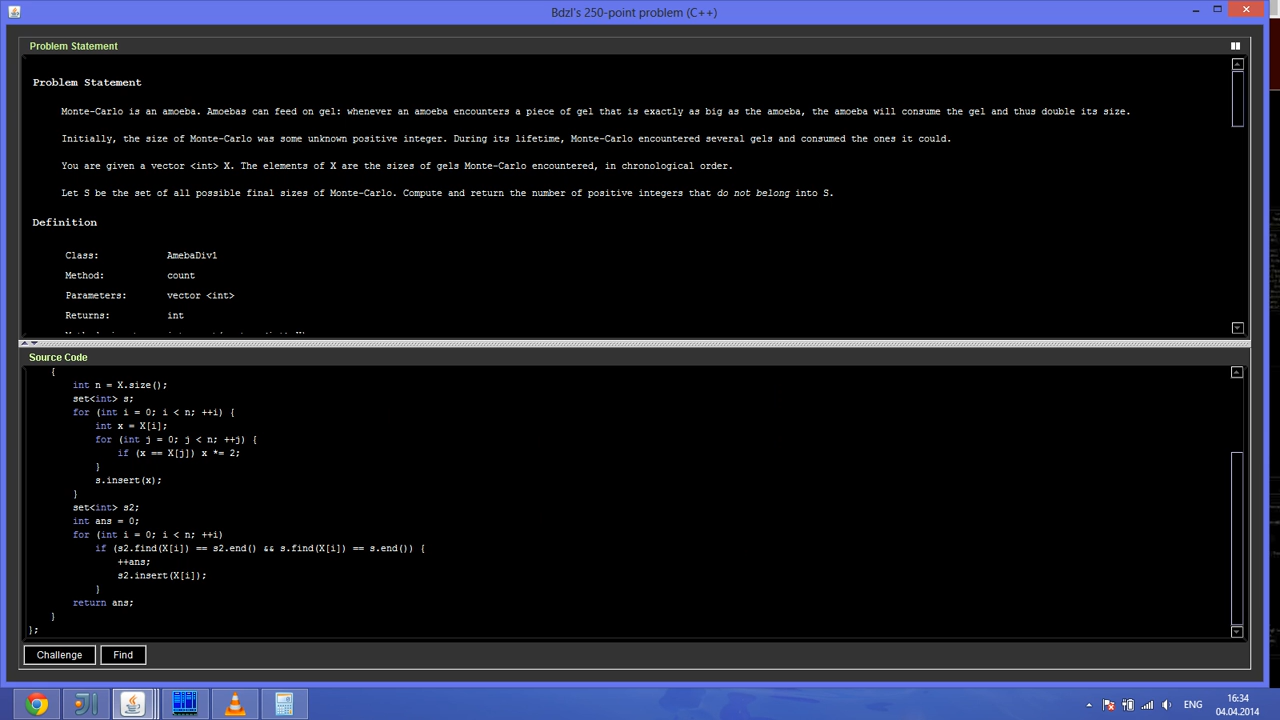 Bdzl's 250-point problem (C++)
Problem Statement
Problem Statement
Monte-Carlo is an amoeba. Amoebas can feed on gel: whenever an amoeba encounters a piece of gel that is exactly as big as the amoeba, the amoeba will consume the gel and thus double its size.
Initially, the size of Monte-Carlo was some unknown positive integer. During its lifetime, Monte-Carlo encountered several gels and consumed the ones it could.
You are given a vector <int> X. The elements of X are the sizes of gels Monte-Carlo encountered, in chronological order.
Let S be the set of all possible final sizes of Monte-Carlo. Compute and return the number of positive integers that do not belong into S.
Definition
Class: AmebaDiv1
Method: count
Parameters: vector <int>
Returns: int
Source Code
{
int n = X.size();
set<int> s;
for (int i = 0; i < n; ++i) {
int x = X[i];
for (int j = 0; j < n; ++j) {
if (x == X[j]) x *= 2;
}
s.insert(x);
}
set<int> s2;
int ans = 0;
for (int i = 0; i < n; ++i)
if (s2.find(X[i]) == s2.end() && s.find(X[i]) == s.end()) {
++ans;
s2.insert(X[i]);
}
return ans;
}
};
Challenge Find
ENG
16:34
04.04.2014